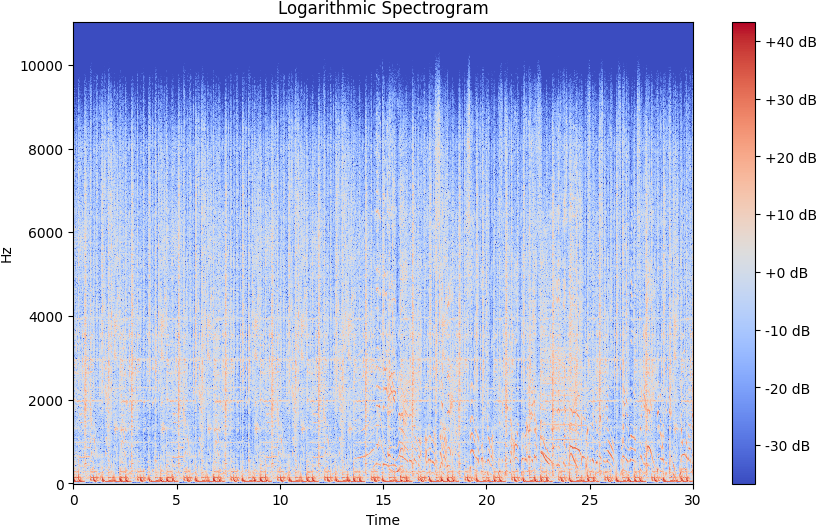 Logarithmic Spectrogram
Hz
10000
8000
6000
4000
2000
0
0 5 10 15 20 25 30
Time
+40 dB
+30 dB
+20 dB
+10 dB
+0 dB
-10 dB
-20 dB
-30 dB